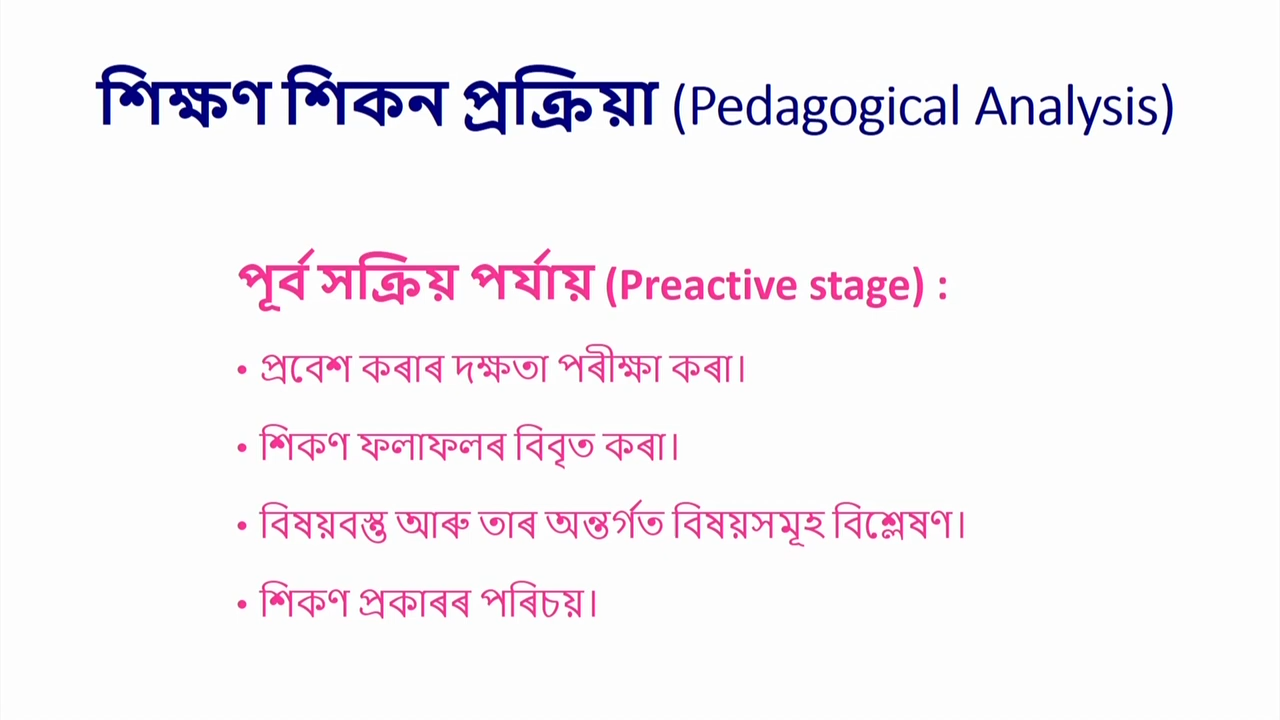 শিক্ষণ শিকন প্ৰক্ৰিয়া (Pedagogical Analysis)
পূৰ্ব সক্ৰিয় পৰ্যায় (Preactive stage) :
• প্ৰবেশ কৰাৰ দক্ষতা পৰীক্ষা কৰা।
• শিকণ ফলাফলৰ বিবৃত কৰা।
• বিষয়বস্তু আৰু তাৰ অন্তৰ্গত বিষয়সমূহ বিশ্লেষণ।
• শিকণ প্ৰকাৰৰ পৰিচয়।